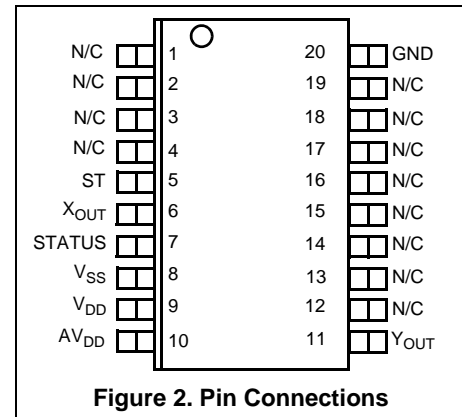 N/C 1 20 GND
N/C 2 19 N/C
N/C 3 18 N/C
N/C 4 17 N/C
ST 5 16 N/C
XOUT 6 15 N/C
STATUS 7 14 N/C
VSS 8 13 N/C
VDD 9 12 N/C
AVDD 10 11 YOUT
Figure 2. Pin Connections